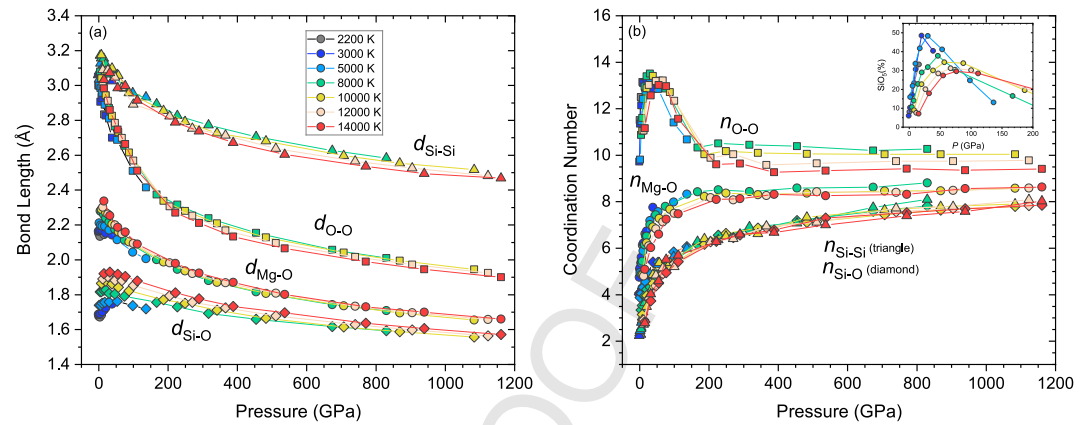 (a)
3.6
3.4
3.2
3.0
2.8
2.6
2.4
2.2
2.0
1.8
1.6
1.4
Bond Length (Å)
2200 K
3000 K
5000 K
8000 K
10000 K
12000 K
14000 K
dSi-Si
dO-O
dMg-O
dSi-O
0 200 400 600 800 1000 1200
Pressure (GPa)
(b)
16
14
12
10
8
6
4
2
Coordination Number
nO-O
nMg-O
nSi-Si (triangle)
nSi-O (diamond)
0 200 400 600 800 1000 1200
Pressure (GPa)
SiO5(%)
50
40
30
20
10
0
0 50 100 150 200
P (GPa)
OOF